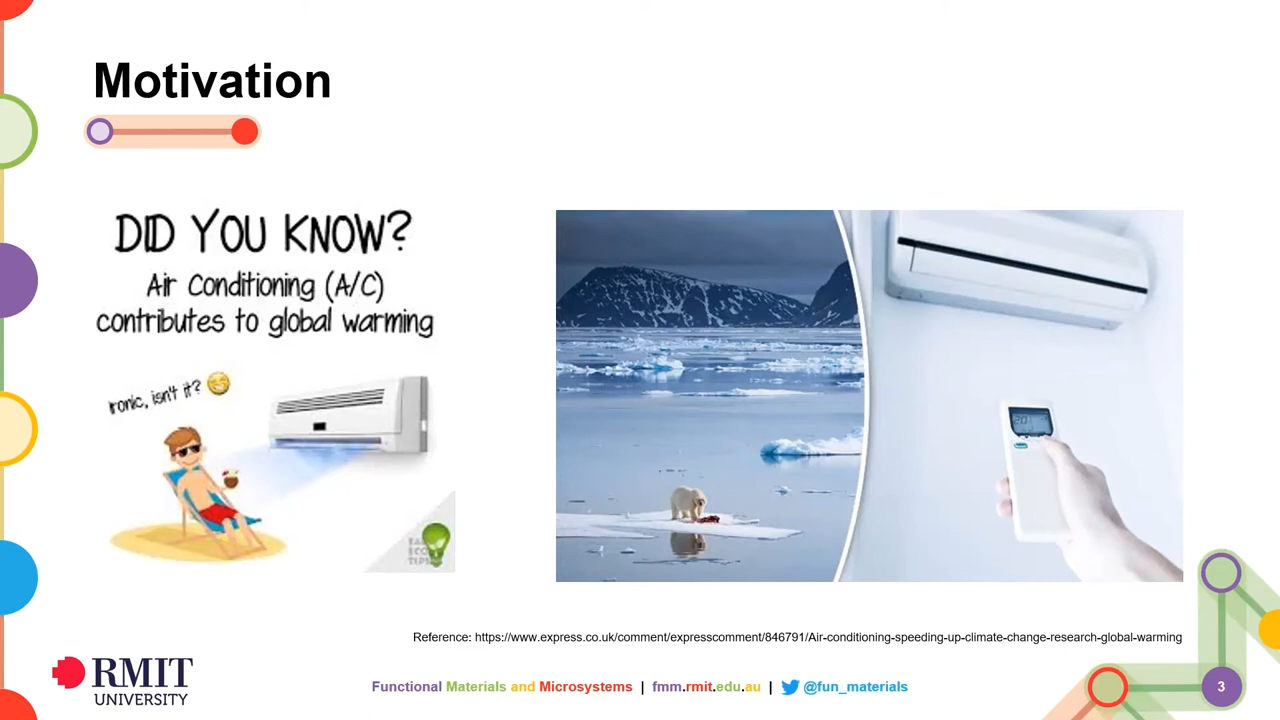 Motivation
DID YOU KNOW?
Air Conditioning (A/C)
contributes to global warming
Ironic, isn't it?
Reference: https://www.express.co.uk/comment/expresscomment/846791/Air-conditioning-speeding-up-climate-change-research-global-warming
RMIT
UNIVERSITY
Functional Materials and Microsystems | fmm.rmit.edu.au | @fun_materials
3